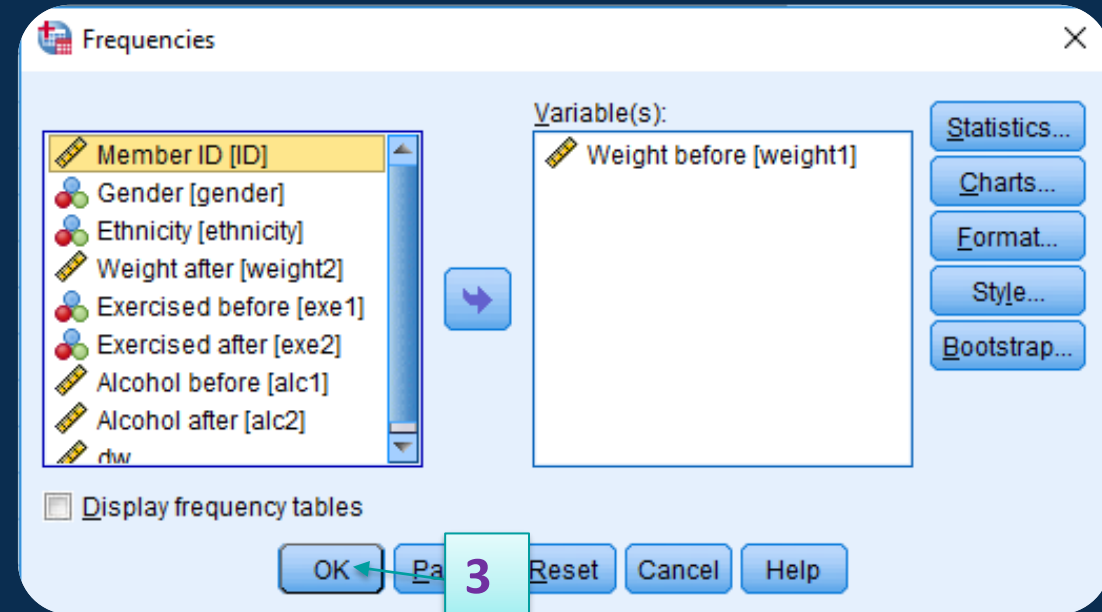 Frequencies
Variable(s):
Member ID [ID]
Gender [gender]
Ethnicity [ethnicity]
Weight after [weight2]
Exercised before [exe1]
Exercised after [exe2]
Alcohol before [alc1]
Alcohol after [alc2]
dw
Weight before [weight1]
Statistics...
Charts...
Format...
Style...
Bootstrap...
Display frequency tables
OK Pa 3 Reset Cancel Help